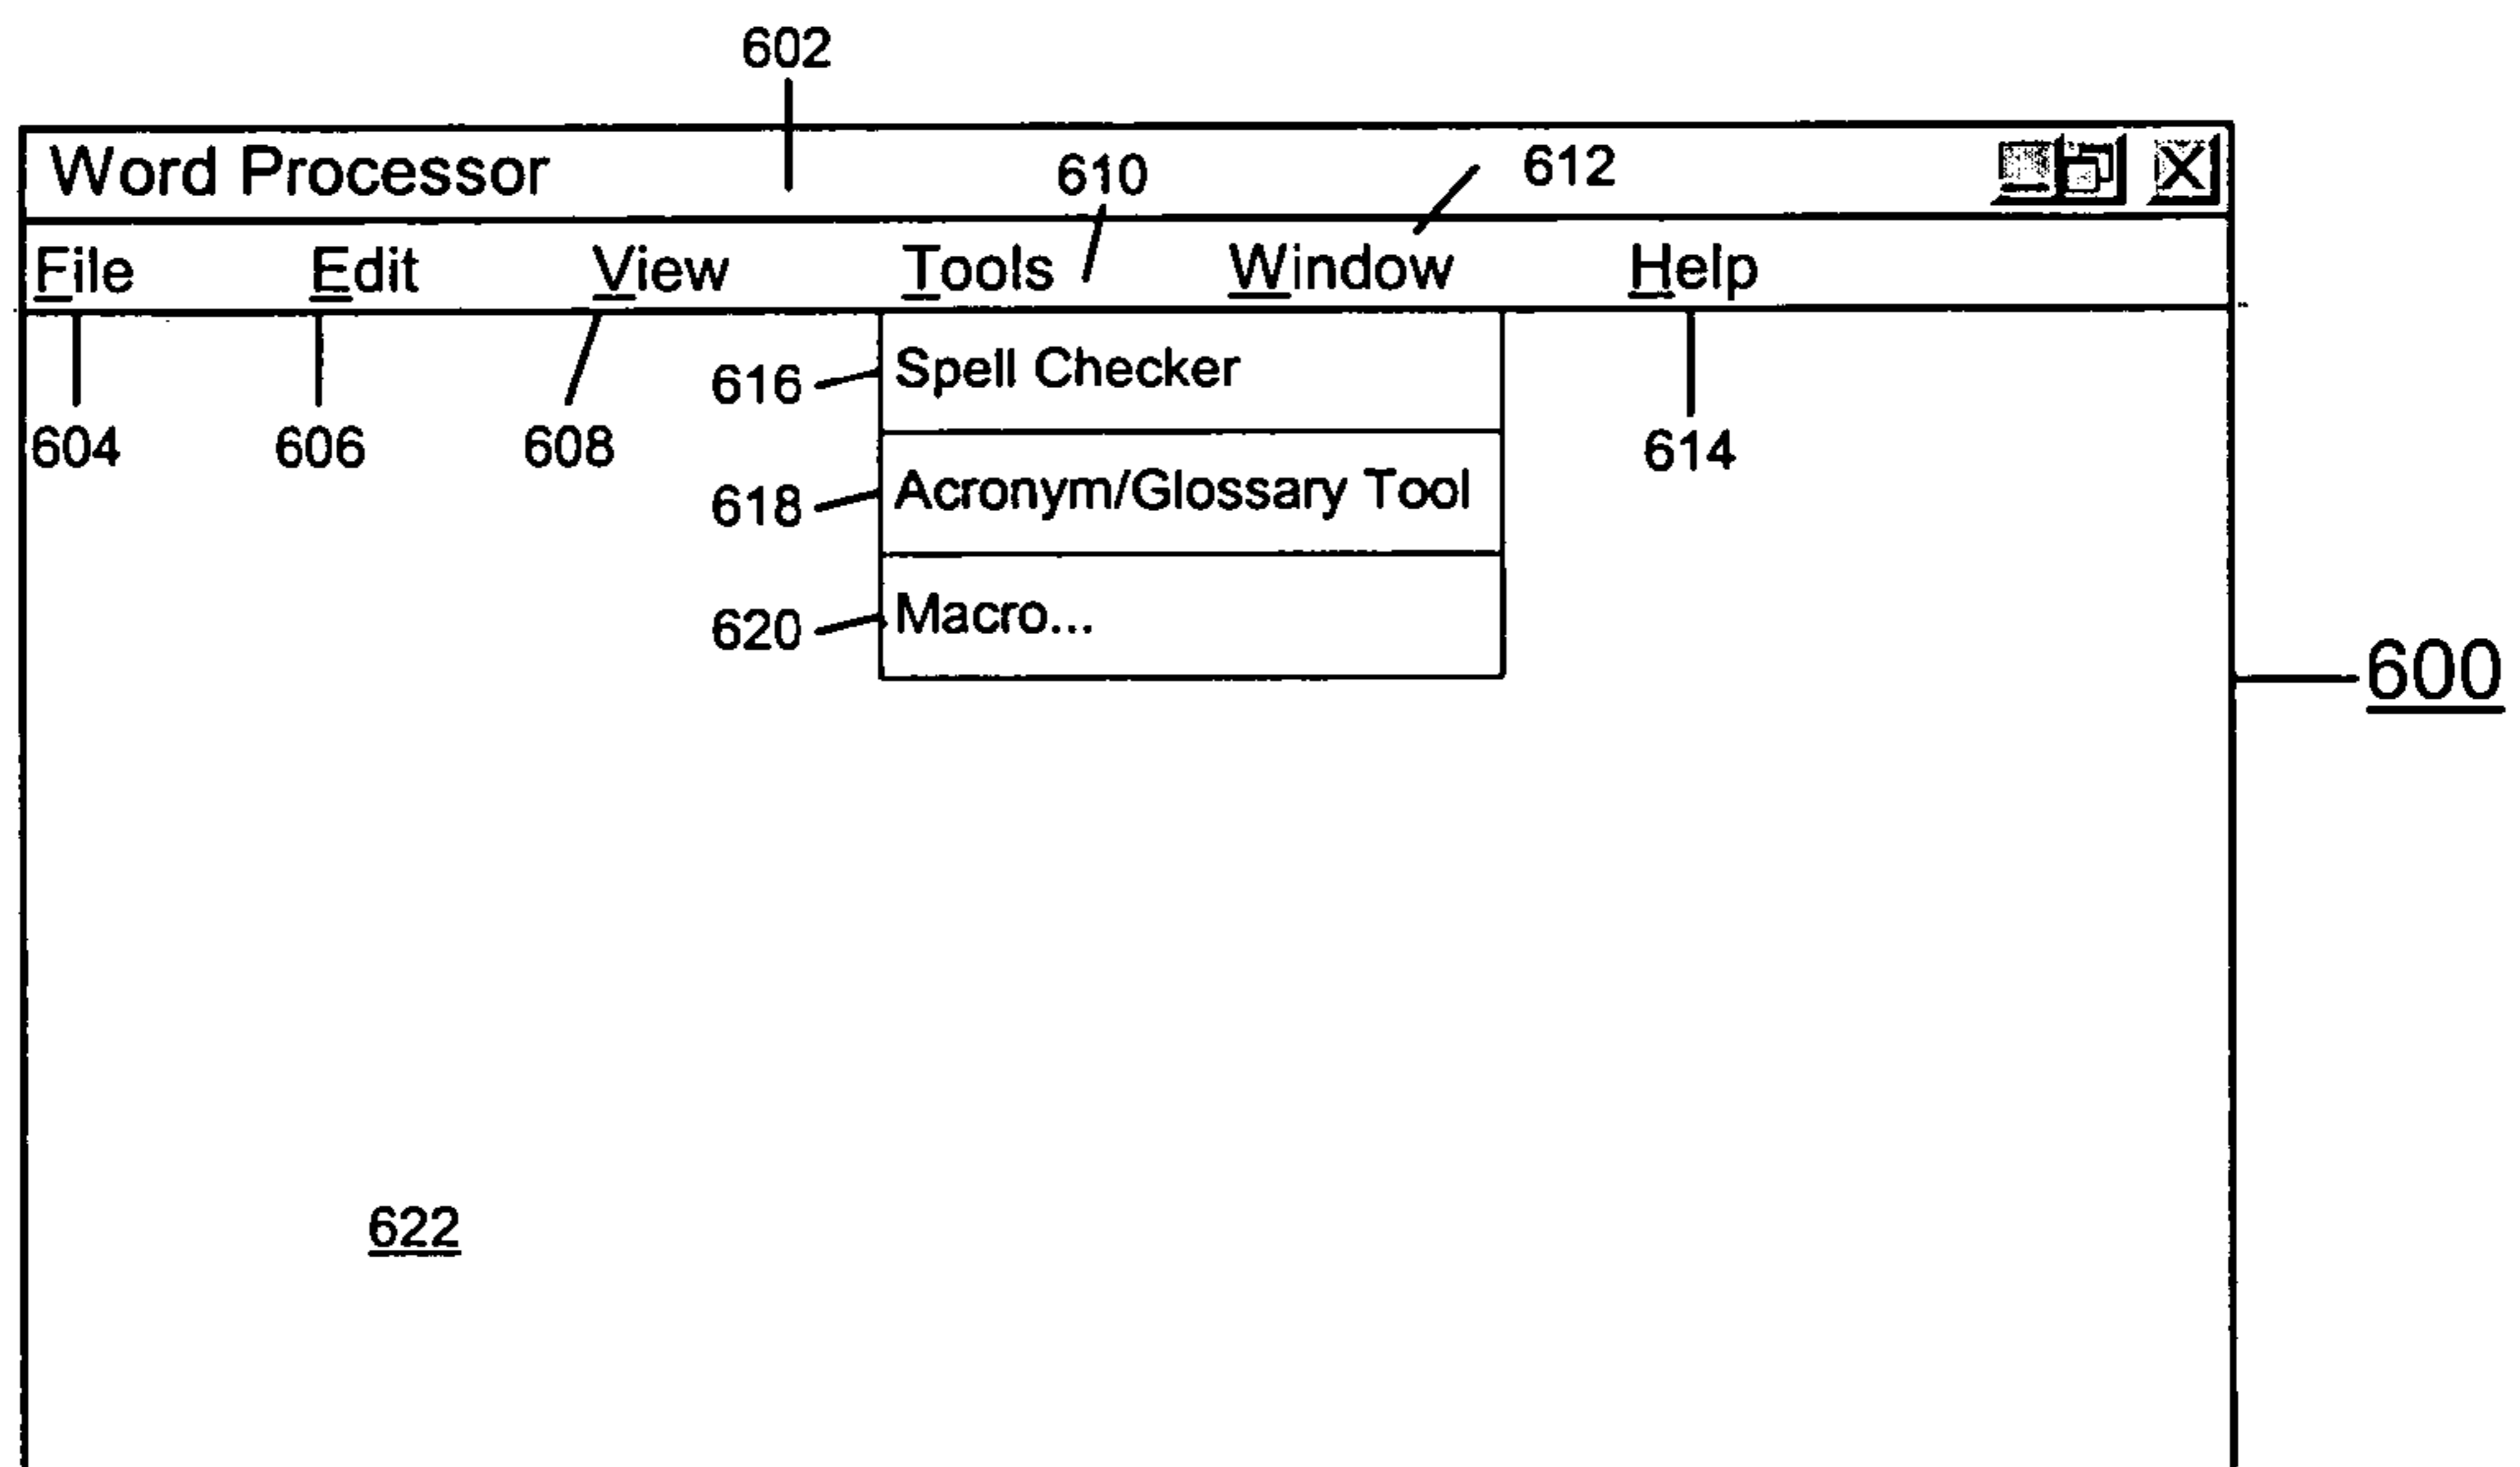 602
Word Processor 610 612
File Edit View Tools Window Help
616 Spell Checker
604 606 608 614
618 Acronym/Glossary Tool
620 Macro...
600
622